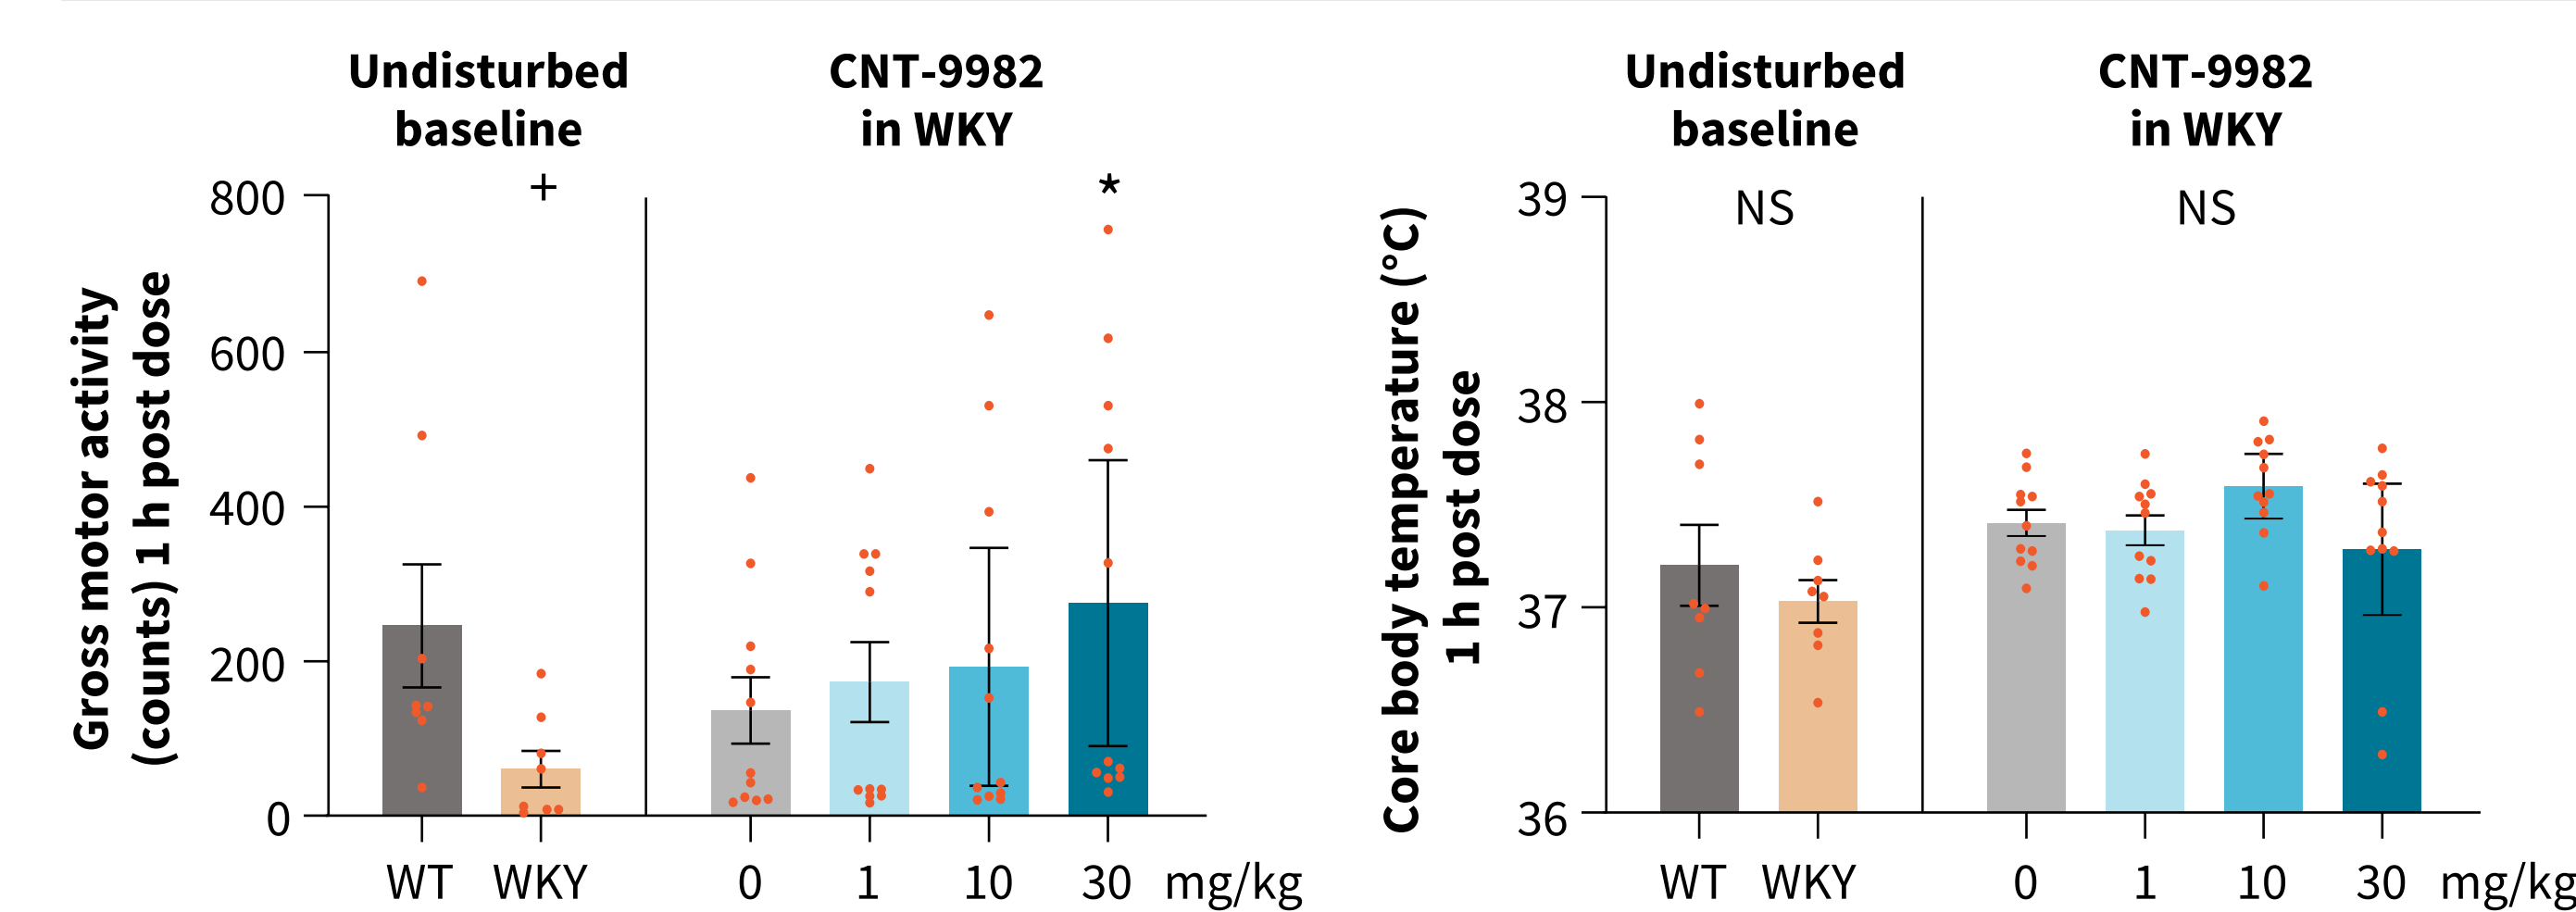 Undisturbed
baseline
CNT-9982
in WKY
+
*
Gross motor activity
(counts) 1 h post dose
800
600
400
200
0
WT WKY 0 1 10 30 mg/kg
Undisturbed
baseline
CNT-9982
in WKY
NS
NS
Core body temperature (°C)
1 h post dose
39
38
37
36
WT WKY 0 1 10 30 mg/kg